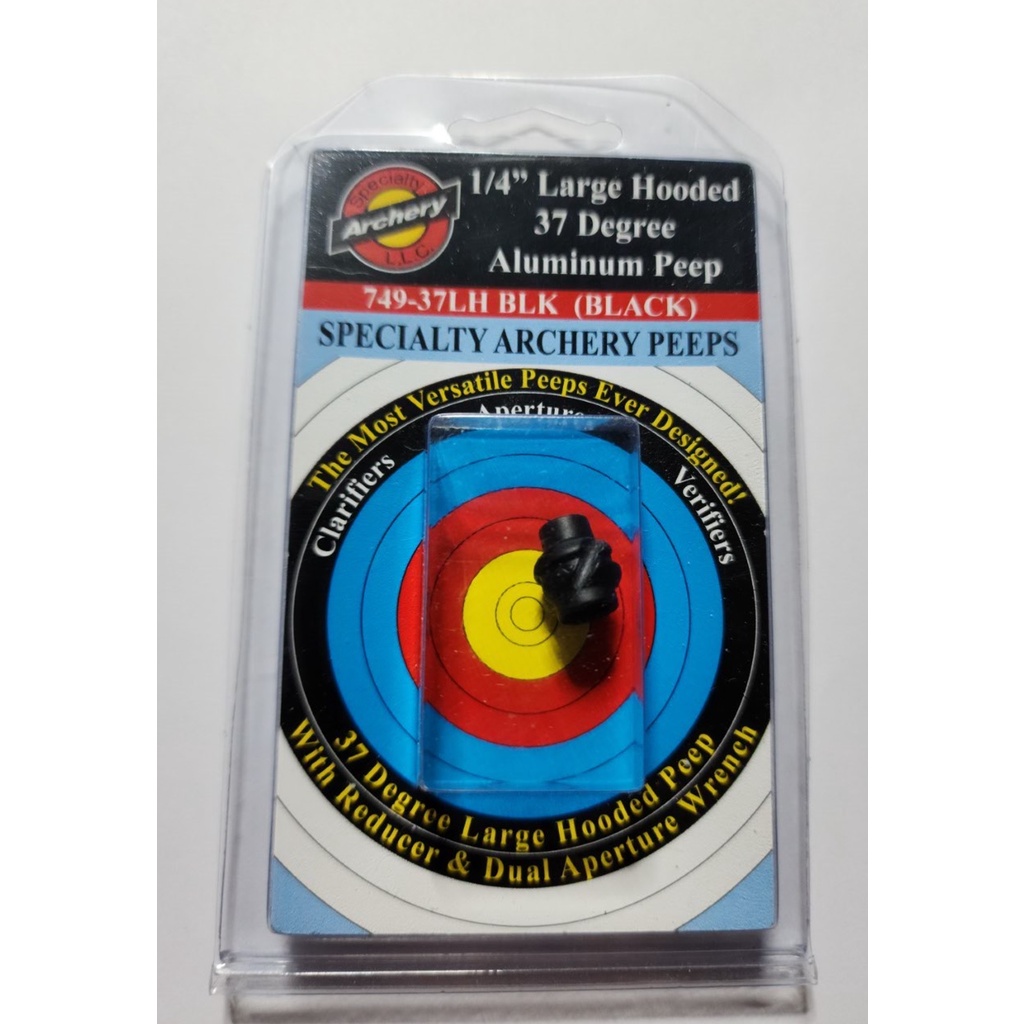 Specialty
Archery
L.L.C.
1/4” Large Hooded
37 Degree
Aluminum Peep
749-37LH BLK (BLACK)
SPECIALTY ARCHERY PEEPS
The Most Versatile Peeps Ever Designed!
Clarifiers
Aperture
Verifiers
37 Degree Large Hooded Peep
With Reducer & Dual Aperture Wrench